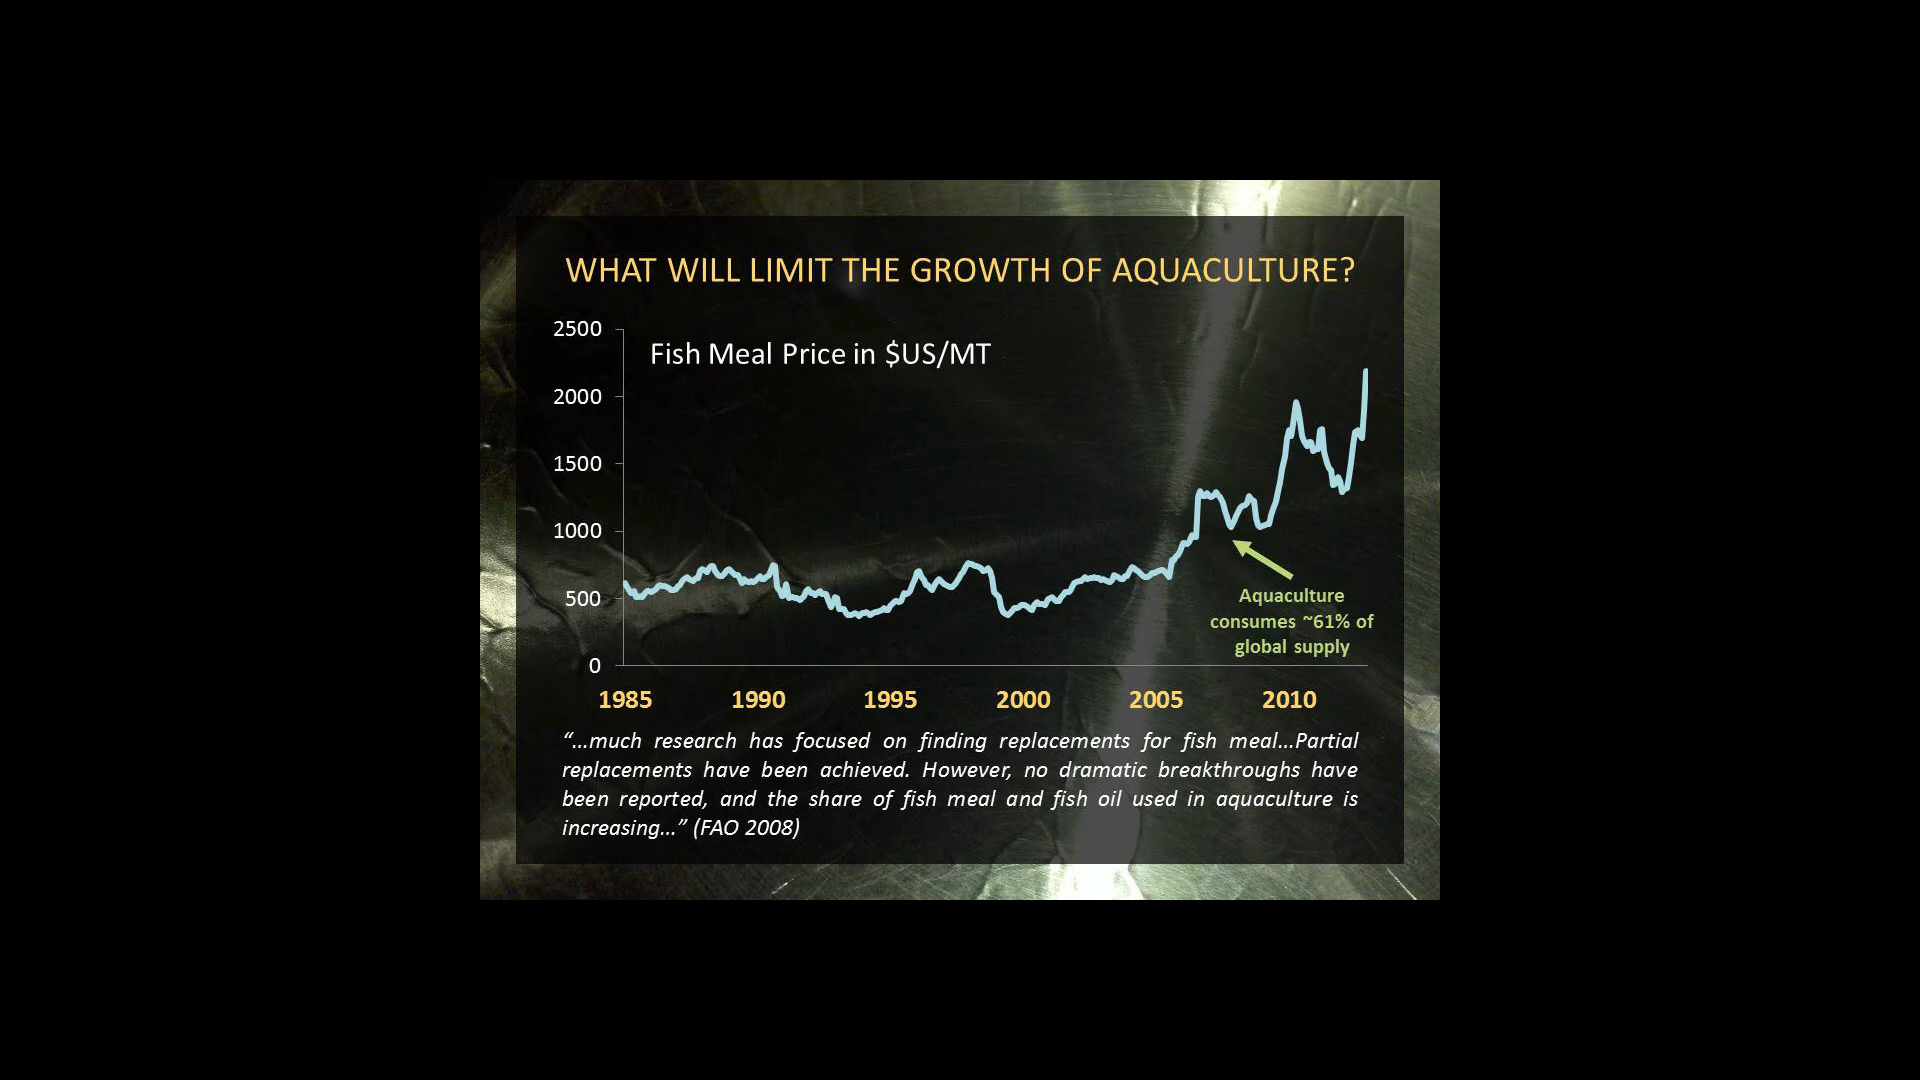 WHAT WILL LIMIT THE GROWTH OF AQUACULTURE?
2500
Fish Meal Price in $US/MT
2000
1500
1000
500
0
Aquaculture
consumes ~61% of
global supply
1985 1990 1995 2000 2005 2010
“…much research has focused on finding replacements for fish meal…Partial
replacements have been achieved. However, no dramatic breakthroughs have
been reported, and the share of fish meal and fish oil used in aquaculture is
increasing…” (FAO 2008)